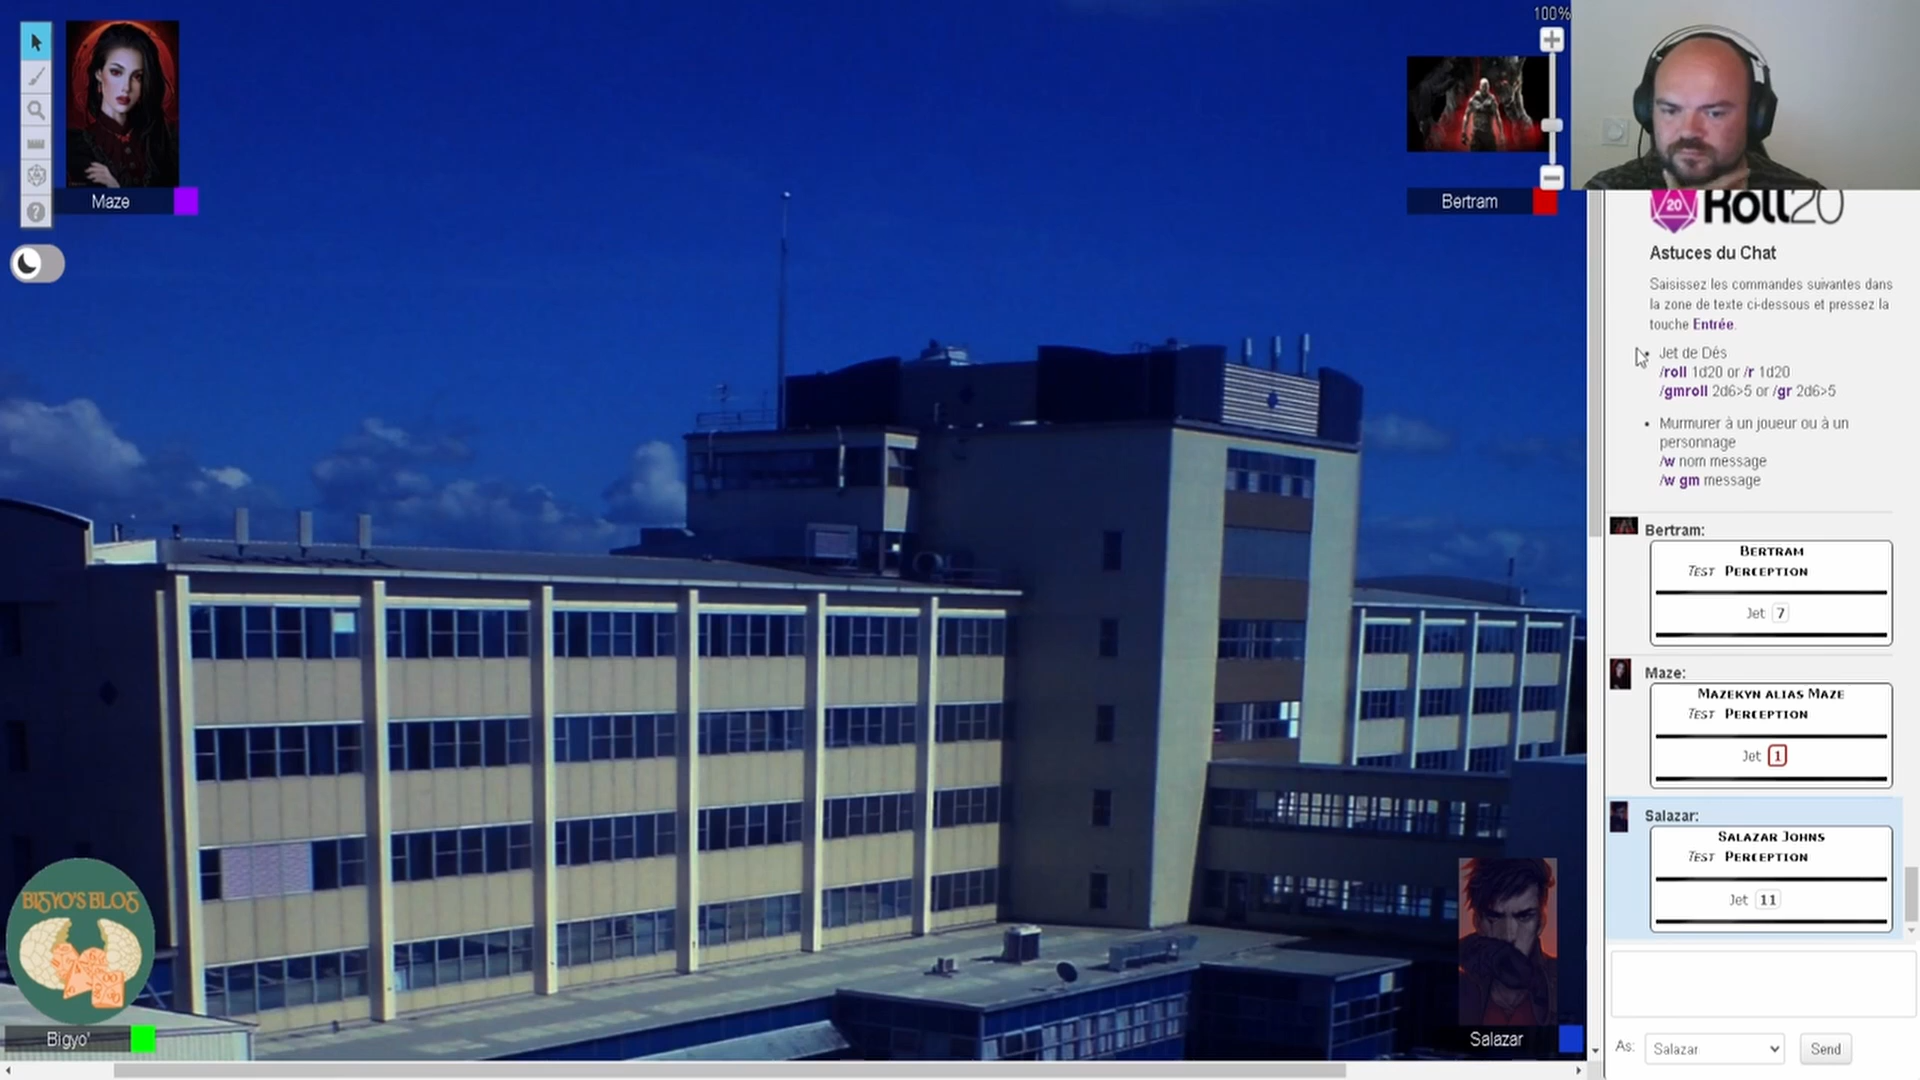 100%
Maze
Bertram
20
Roll20
Astuces du Chat
Saisissez les commandes suivantes dans
la zone de texte ci-dessous et pressez la
touche Entrée.
Jet de Dés
/roll 1d20 or /r 1d20
/gmroll 2d6>5 or /gr 2d6>5
• Murmurer à un joueur ou à un
personnage
/w nom message
/w gm message
Bertram:
BERTRAM
TEST PERCEPTION
Jet 7
Maze:
MAZEKYN ALIAS MAZE
TEST PERCEPTION
Jet 1
Salazar:
SALAZAR JOHNS
TEST PERCEPTION
Jet 11
BIGYO'S BLOG
Bigyo'
Salazar
As: Salazar
Send